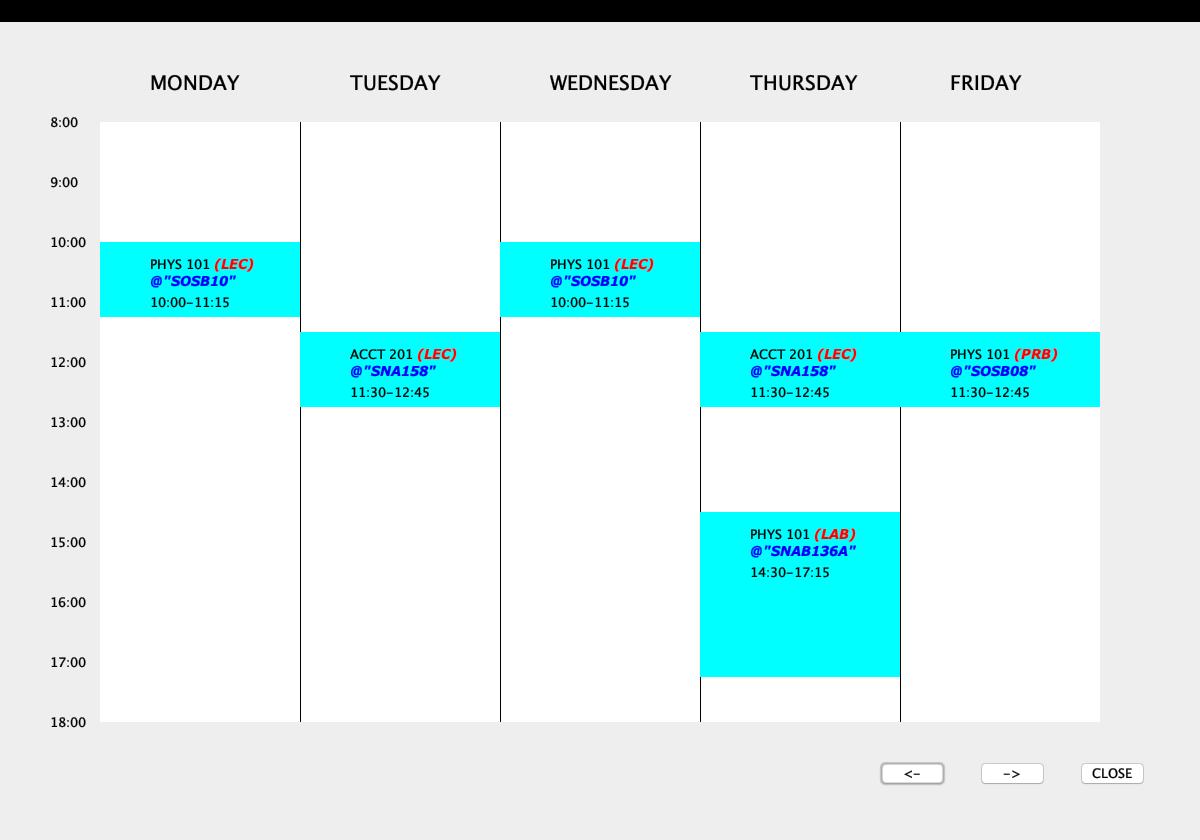 MONDAY TUESDAY WEDNESDAY THURSDAY FRIDAY
8:00
9:00
10:00
PHYS 101 (LEC) PHYS 101 (LEC)
@"SOSB10" @"SOSB10"
11:00 10:00-11:15 10:00-11:15
ACCT 201 (LEC) ACCT 201 (LEC) PHYS 101 (PRB)
12:00 @"SNA158" @"SNA158" @"SOSB08"
11:30-12:45 11:30-12:45 11:30-12:45
13:00
14:00
PHYS 101 (LAB)
15:00 @"SNAB136A"
14:30-17:15
16:00
17:00
18:00
<- -> CLOSE